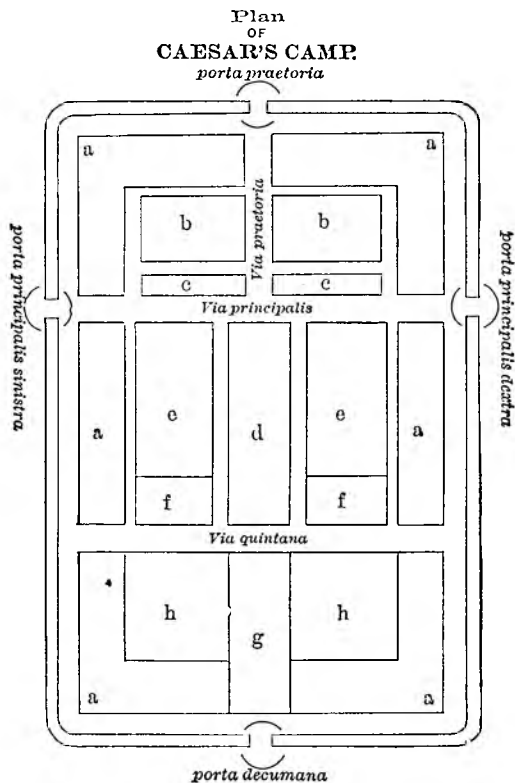 Plan
OF
CAESAR'S CAMP.
porta praetoria
a
a
b
b
Via praetoria
c
c
porta principalis sinistra
porta principalis dextra
Via principalis
e
e
a
d
a
f
f
Via quintana
h
h
g
a
a
porta decumana